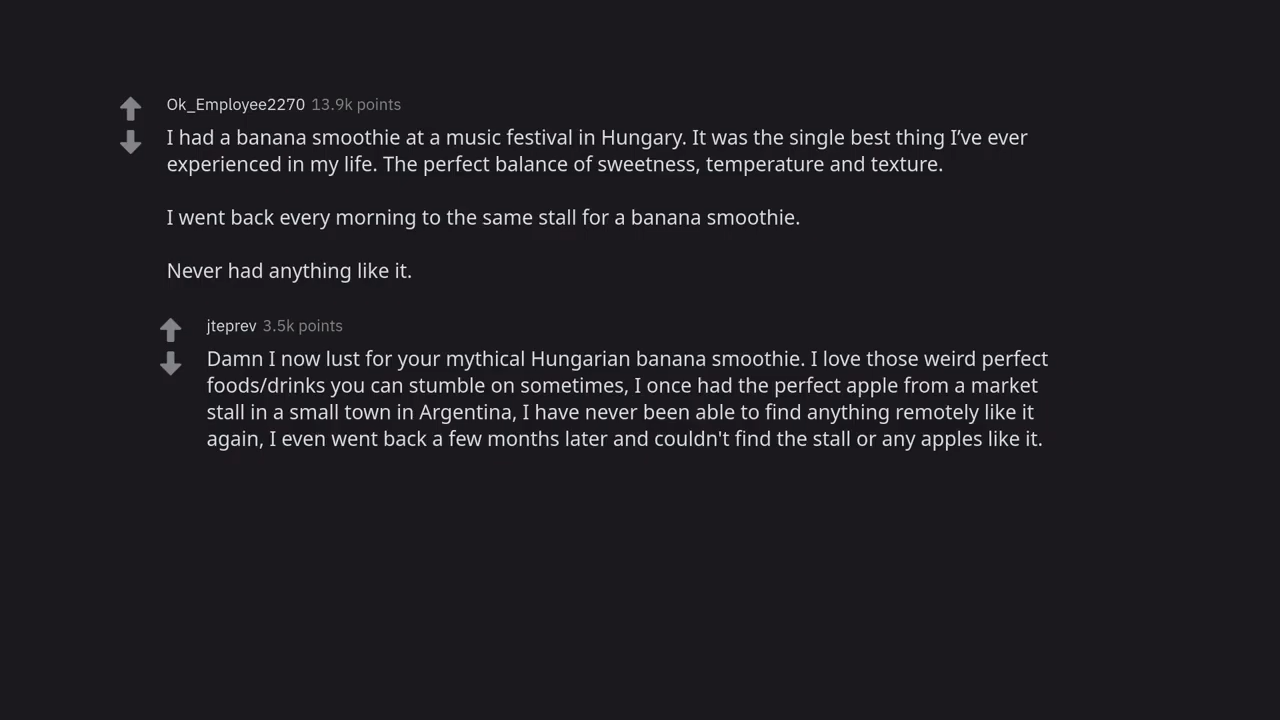 Ok_Employee2270 13.9k points
I had a banana smoothie at a music festival in Hungary. It was the single best thing I’ve ever
experienced in my life. The perfect balance of sweetness, temperature and texture.
I went back every morning to the same stall for a banana smoothie.
Never had anything like it.
jteprev 3.5k points
Damn I now lust for your mythical Hungarian banana smoothie. I love those weird perfect
foods/drinks you can stumble on sometimes, I once had the perfect apple from a market
stall in a small town in Argentina, I have never been able to find anything remotely like it
again, I even went back a few months later and couldn't find the stall or any apples like it.